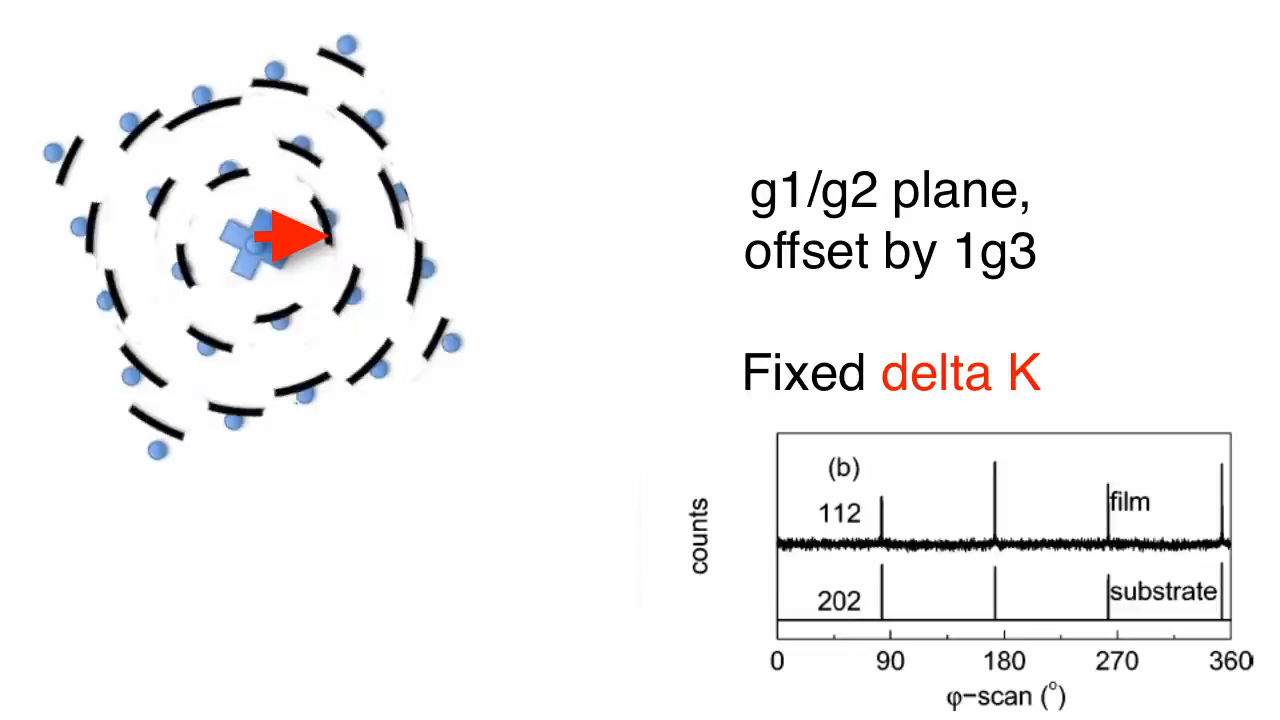 g1/g2 plane,
offset by 1g3
Fixed delta K
(b)
112
film
counts
202
substrate
0 90 180 270 360
φ−scan (°)